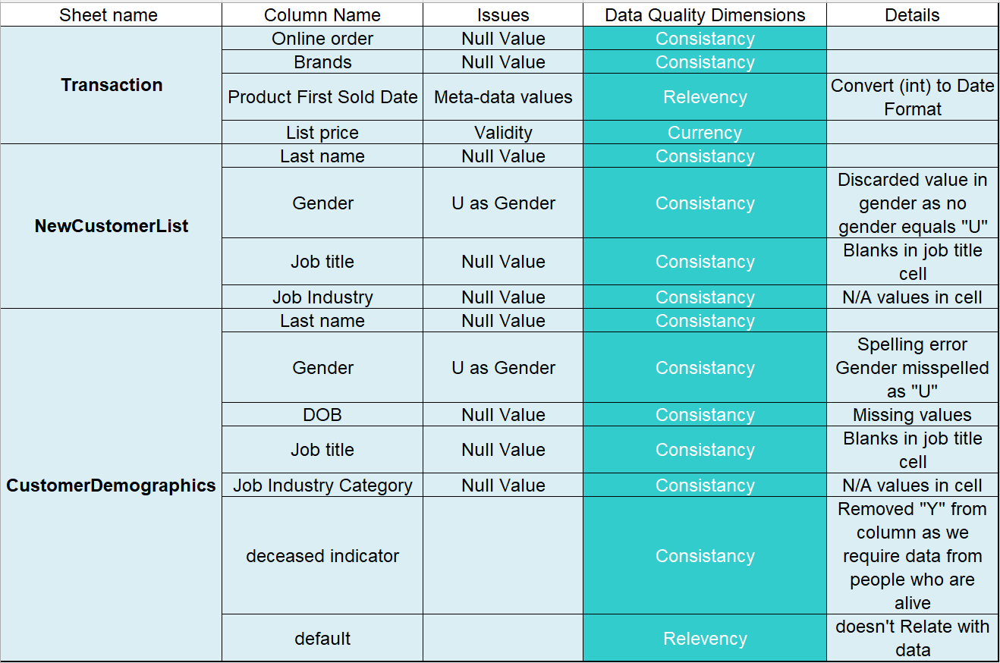 Sheet name Column Name Issues Data Quality Dimensions Details
Transaction
Online order Null Value Consistancy
Brands Null Value Consistancy
Product First Sold Date Meta-data values Relevency Convert (int) to Date
Format
List price Validity Currency
NewCustomerList
Last name Null Value Consistancy
Gender U as Gender Consistancy Discarded value in
gender as no
gender equals "U"
Job title Null Value Consistancy Blanks in job title
cell
Job Industry Null Value Consistancy N/A values in cell
CustomerDemographics
Last name Null Value Consistancy
Gender U as Gender Consistancy Spelling error
Gender misspelled
as "U"
DOB Null Value Consistancy Missing values
Job title Null Value Consistancy Blanks in job title
cell
Job Industry Category Null Value Consistancy N/A values in cell
deceased indicator Consistancy Removed "Y" from
column as we
require data from
people who are
alive
default Relevency doesn't Relate with
data